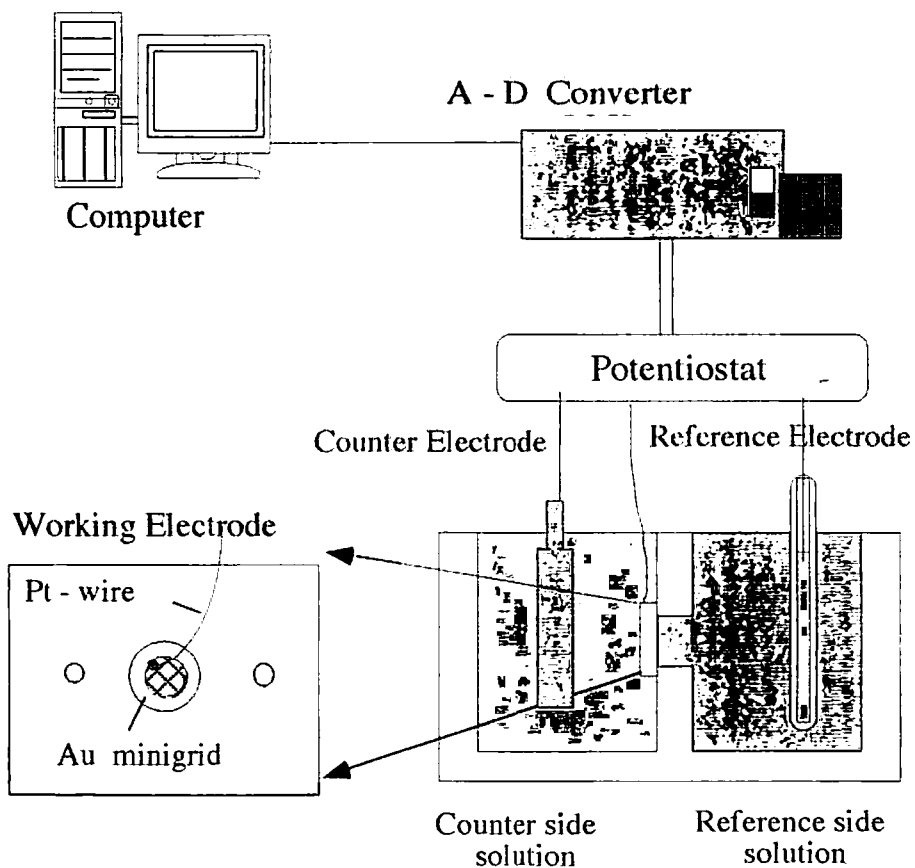 A - D Converter
Computer
Potentiostat
Counter Electrode
Reference Electrode
Working Electrode
Pt - wire
Au minigrid
Counter side
solution
Reference side
solution